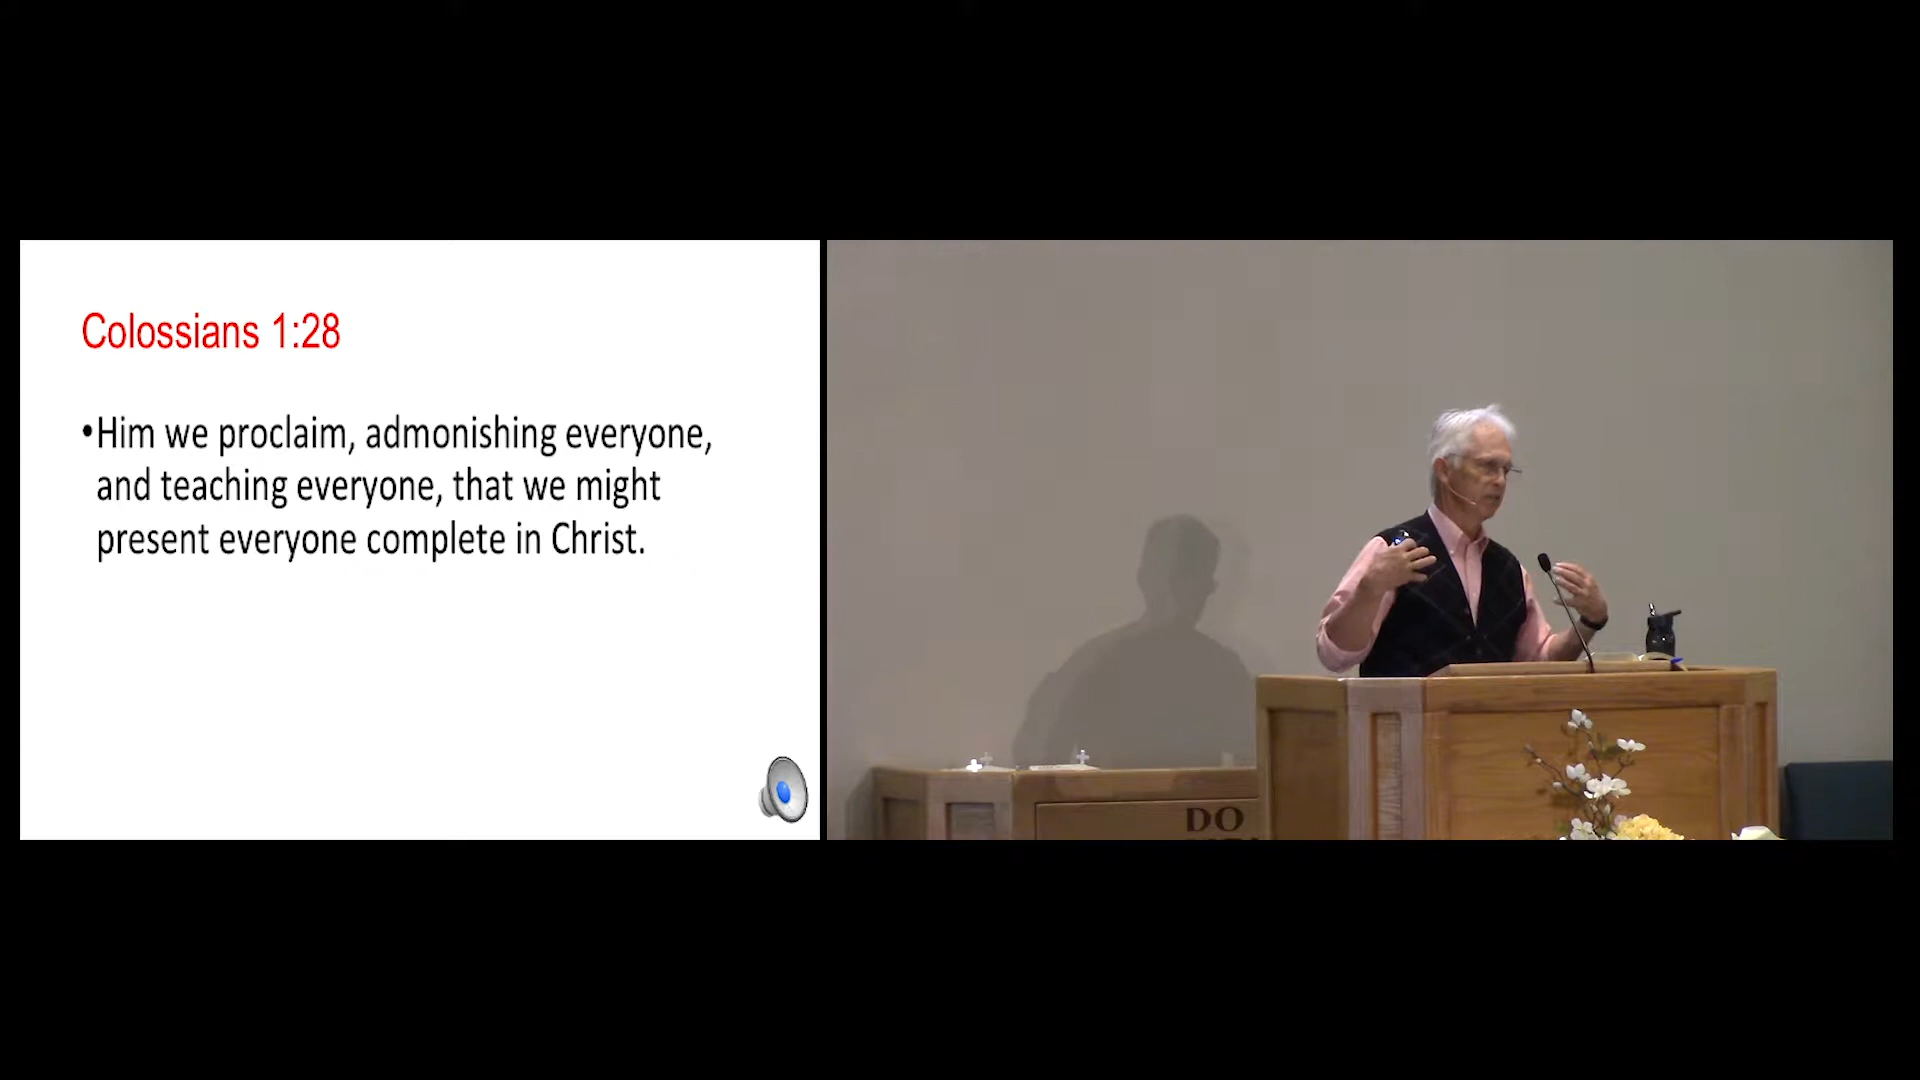 Colossians 1:28
•Him we proclaim, admonishing everyone,
and teaching everyone, that we might
present everyone complete in Christ.
DO